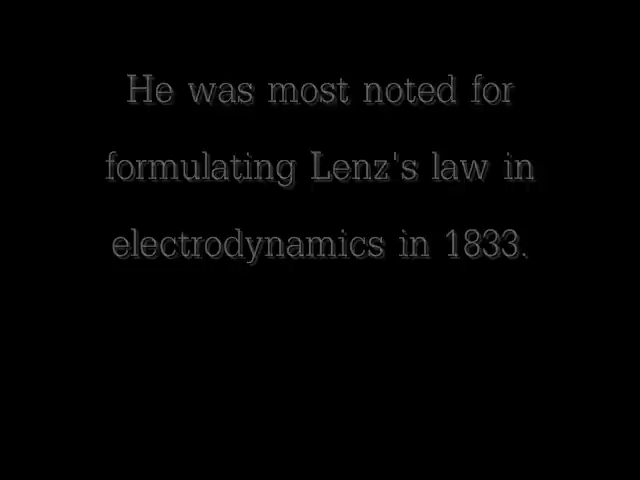 He was most noted for
formulating Lenz's law in
electrodynamics in 1833.